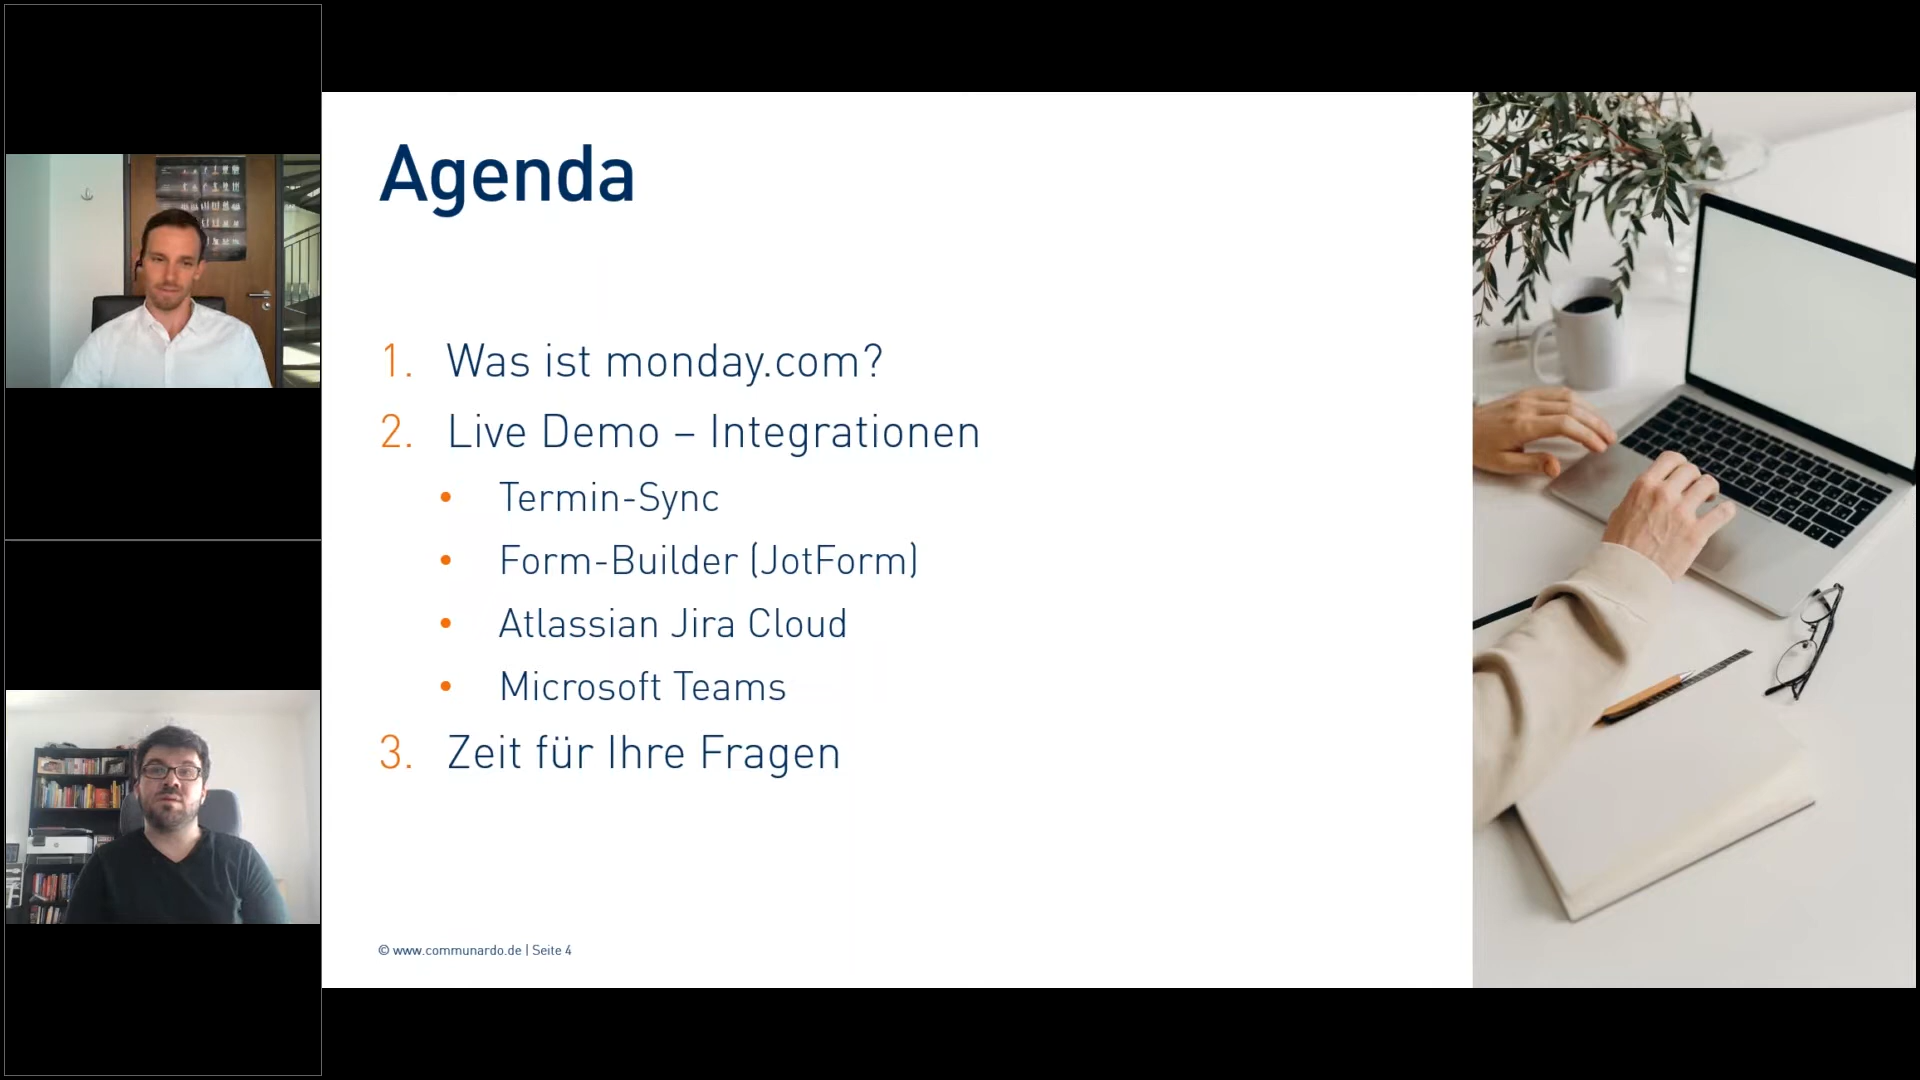 Agenda
1. Was ist monday.com?
2. Live Demo – Integrationen
• Termin-Sync
• Form-Builder (JotForm)
• Atlassian Jira Cloud
• Microsoft Teams
3. Zeit für Ihre Fragen
© www.communardo.de | Seite 4